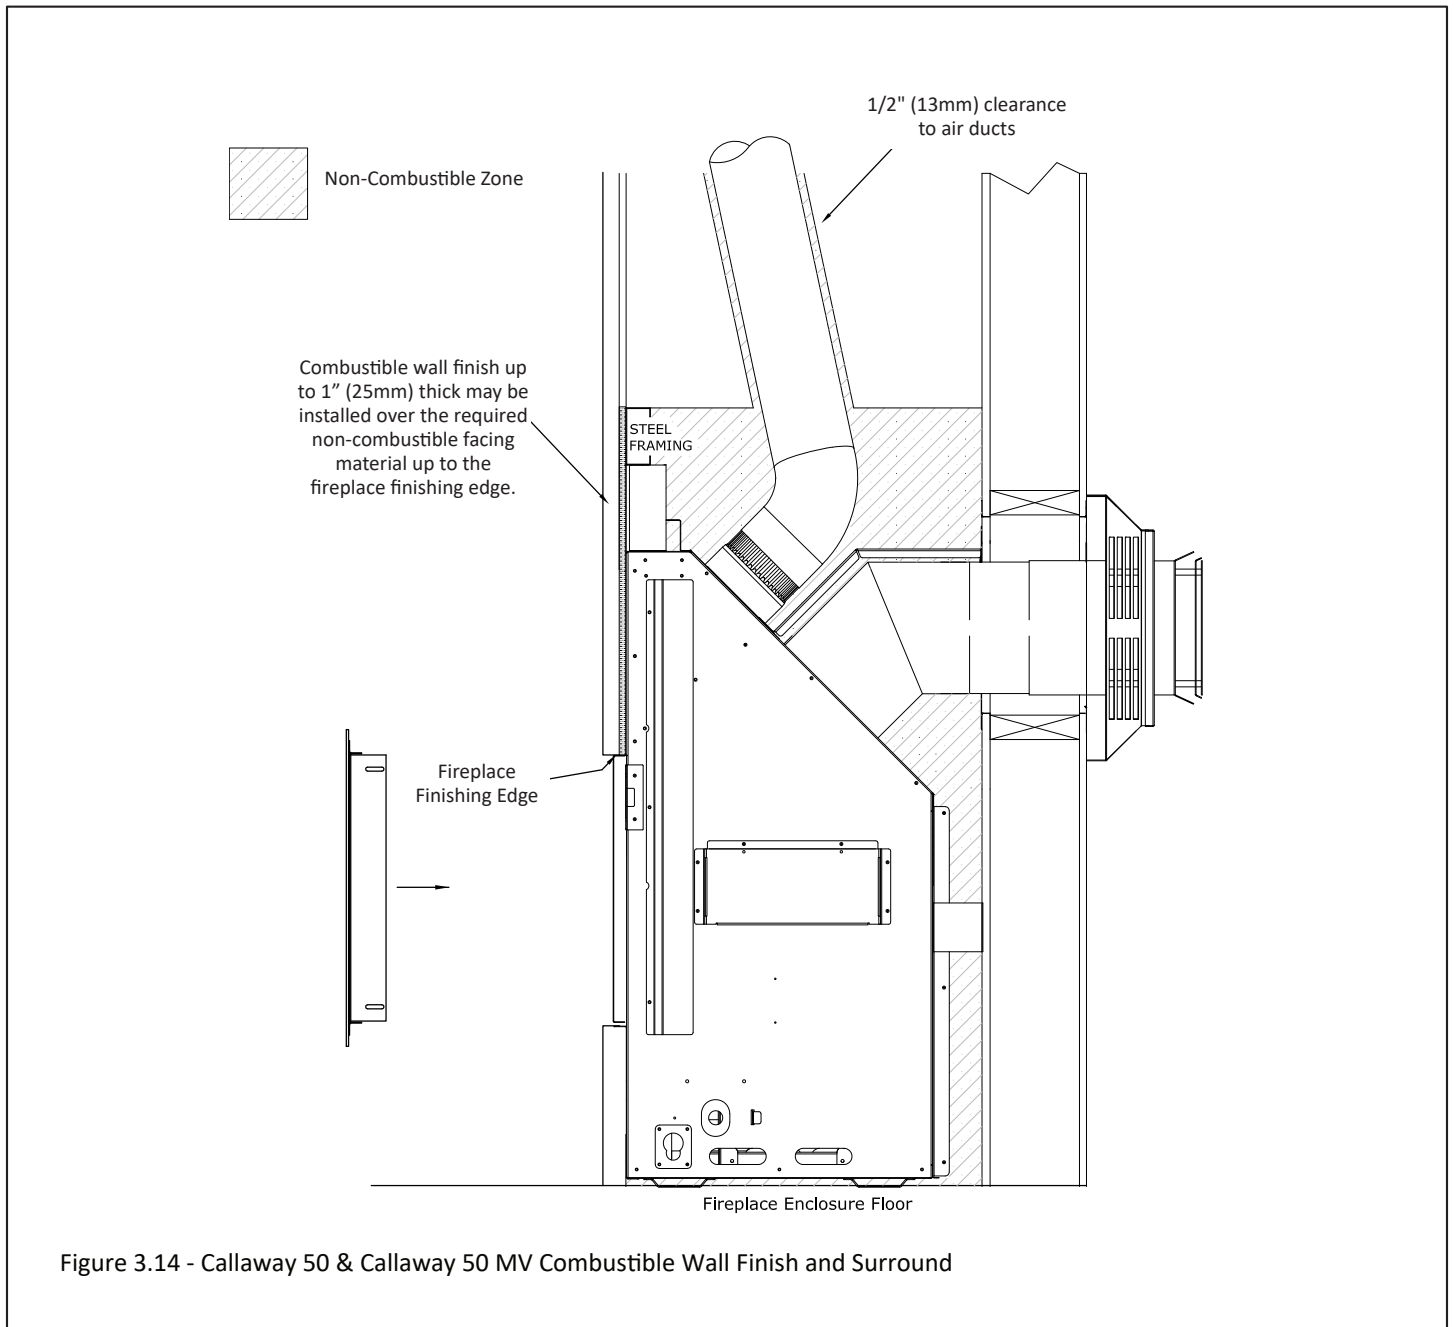 1/2" (13mm) clearance
to air ducts
Non-Combustible Zone
Combustible wall finish up
to 1” (25mm) thick may be
installed over the required
non-combustible facing
material up to the
fireplace finishing edge.
STEEL
FRAMING
Fireplace
Finishing Edge
Fireplace Enclosure Floor
Figure 3.14 - Callaway 50 & Callaway 50 MV Combustible Wall Finish and Surround